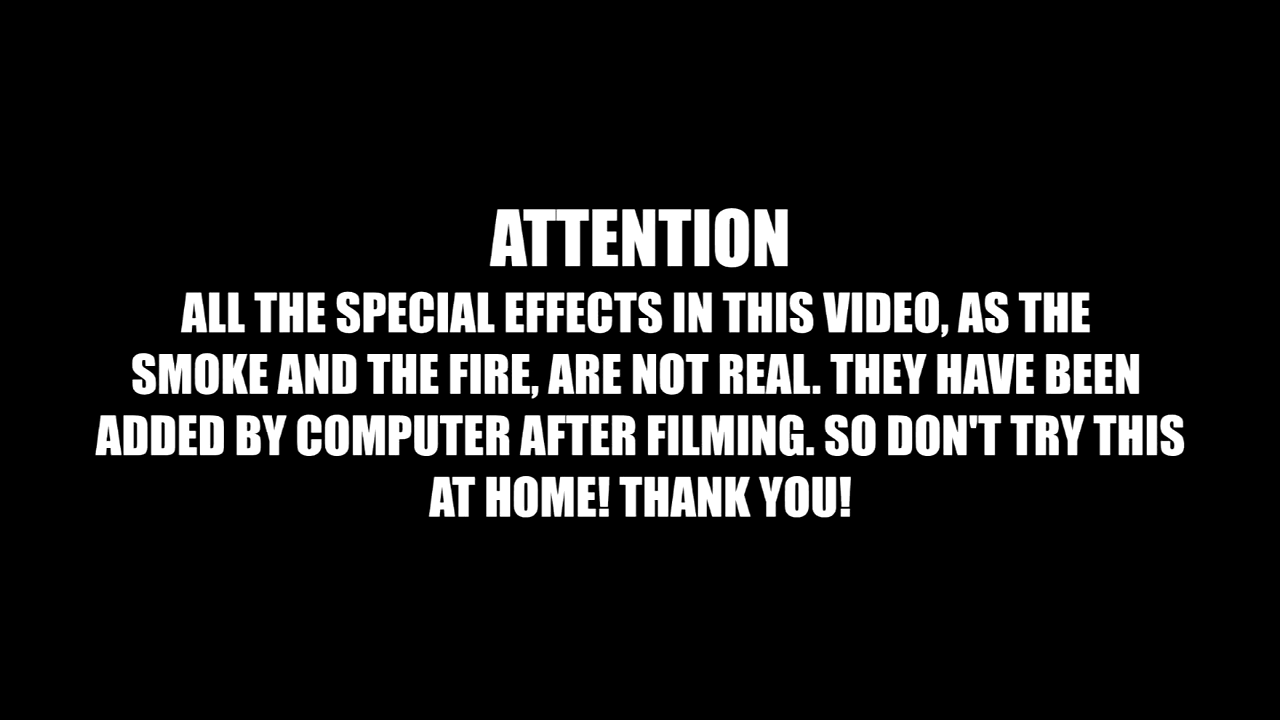 ATTENTION
ALL THE SPECIAL EFFECTS IN THIS VIDEO, AS THE
SMOKE AND THE FIRE, ARE NOT REAL. THEY HAVE BEEN
ADDED BY COMPUTER AFTER FILMING. SO DON'T TRY THIS
AT HOME! THANK YOU!